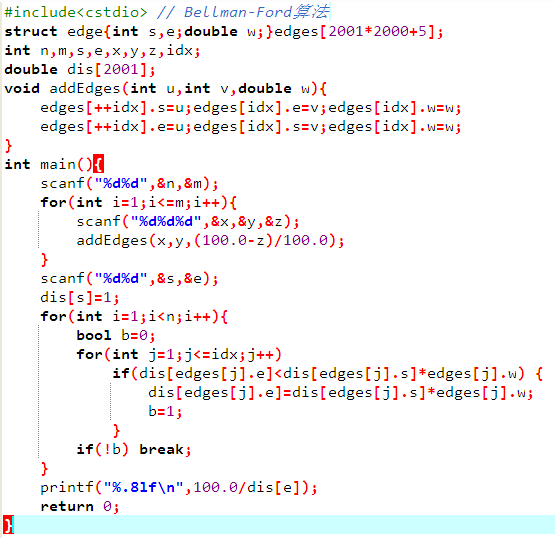 #include<cstdio> // Bellman-Ford算法
struct edge{int s,e;double w;}edges[2001*2000+5];
int n,m,s,e,x,y,z,idx;
double dis[2001];
void addEdges(int u,int v,double w){
    edges[++idx].s=u;edges[idx].e=v;edges[idx].w=w;
    edges[++idx].e=u;edges[idx].s=v;edges[idx].w=w;
}
int main(){
    scanf("%d%d",&n,&m);
    for(int i=1;i<=m;i++){
        scanf("%d%d%d",&x,&y,&z);
        addEdges(x,y,(100.0-z)/100.0);
    }
    scanf("%d%d",&s,&e);
    dis[s]=1;
    for(int i=1;i<n;i++){
        bool b=0;
        for(int j=1;j<=idx;j++)
            if(dis[edges[j].e]<dis[edges[j].s]*edges[j].w) {
                dis[edges[j].e]=dis[edges[j].s]*edges[j].w;
                b=1;
            }
        if(!b) break;
    }
    printf("%.8lf\n",100.0/dis[e]);
    return 0;
}